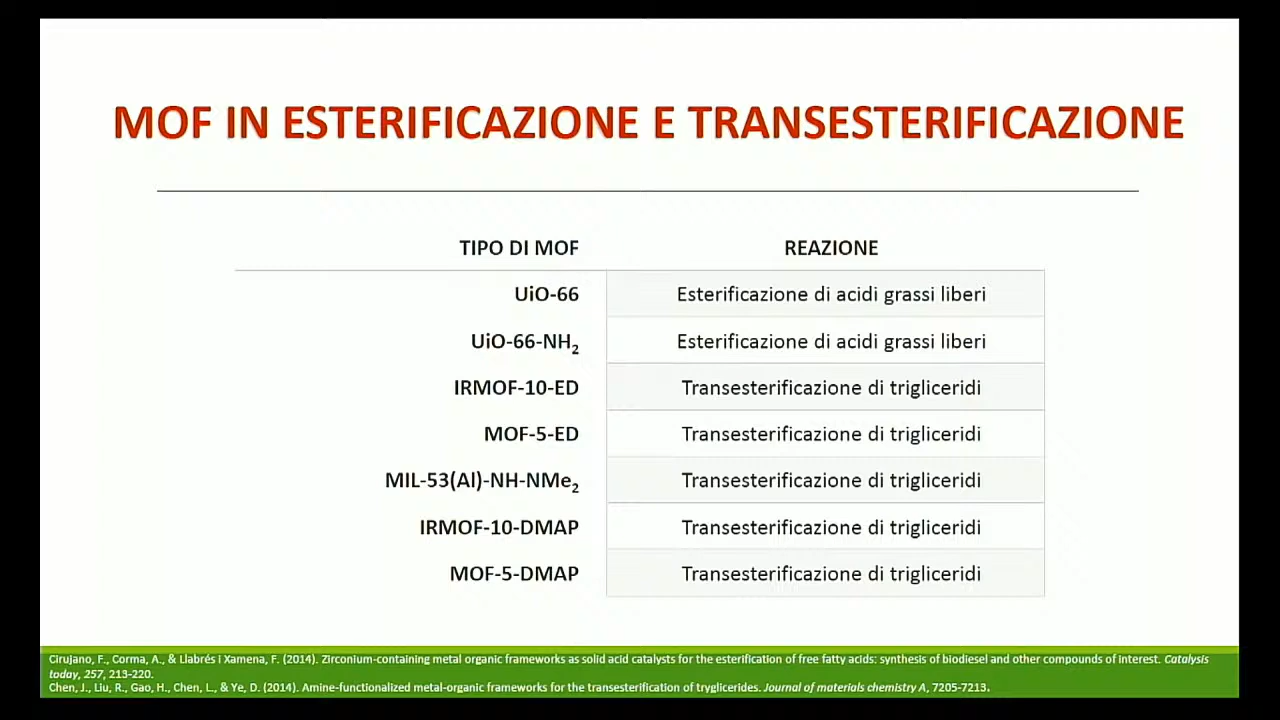 MOF IN ESTERIFICAZIONE E TRANSESTERIFICAZIONE
TIPO DI MOF REAZIONE
UiO-66 Esterificazione di acidi grassi liberi
UiO-66-NH₂ Esterificazione di acidi grassi liberi
IRMOF-10-ED Transesterificazione di trigliceridi
MOF-5-ED Transesterificazione di trigliceridi
MIL-53(Al)-NH-NMe₂ Transesterificazione di trigliceridi
IRMOF-10-DMAP Transesterificazione di trigliceridi
MOF-5-DMAP Transesterificazione di trigliceridi
Cirujano, F., Corma, A., & Llabrés i Xamena, F. (2014). Zirconium-containing metal organic frameworks as solid acid catalysts for the esterification of free fatty acids: synthesis of biodiesel and other compounds of interest. Catalysis
today, 257, 213-220.
Chen, J., Liu, R., Gao, H., Chen, L., & Ye, D. (2014). Amine-functionalized metal-organic frameworks for the transesterification of tryglicerides. Journal of materials chemistry A, 7205-7213.